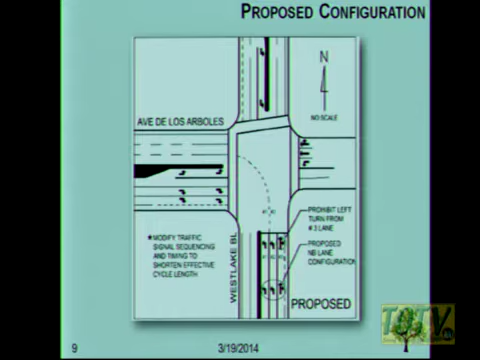 PROPOSED CONFIGURATION
N
NO SCALE
AVE DE LOS ARBOLES
PROHIBIT LEFT
TURN FROM
#3 LANE
PROPOSED
NB LANE
CONFIGURATION
* MODIFY TRAFFIC
SIGNAL SEQUENCING
AND TIMING TO
SHORTEN EFFECTIVE
CYCLE LENGTH
WESTLAKE BL
PROPOSED
9
3/19/2014
TOTV